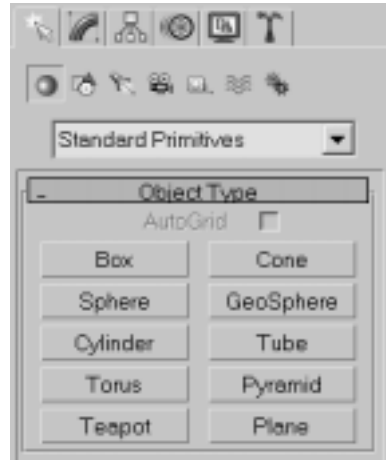 Standard Primitives
- Object Type
AutoGrid
Box Cone
Sphere GeoSphere
Cylinder Tube
Torus Pyramid
Teapot Plane